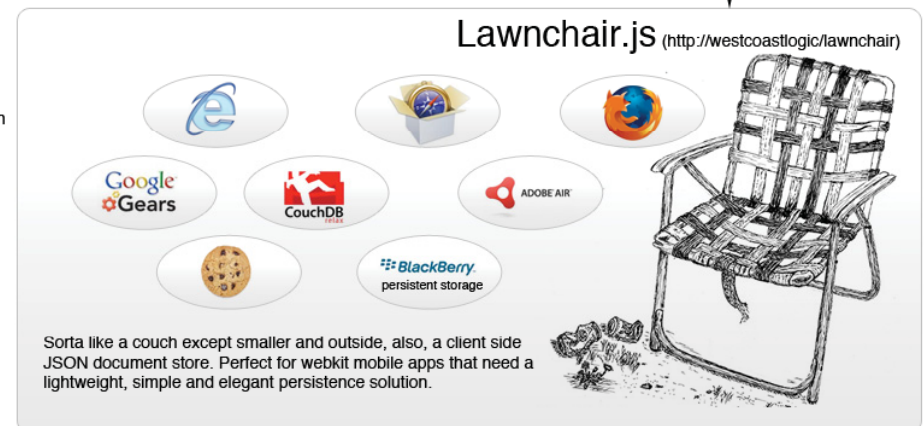 Lawnchair.js (http://westcoastlogic/lawnchair)
n
Google
Gears
CouchDB
relax
ADOBE AIR
BlackBerry.
persistent storage
Sorta like a couch except smaller and outside, also, a client side
JSON document store. Perfect for webkit mobile apps that need a
lightweight, simple and elegant persistence solution.